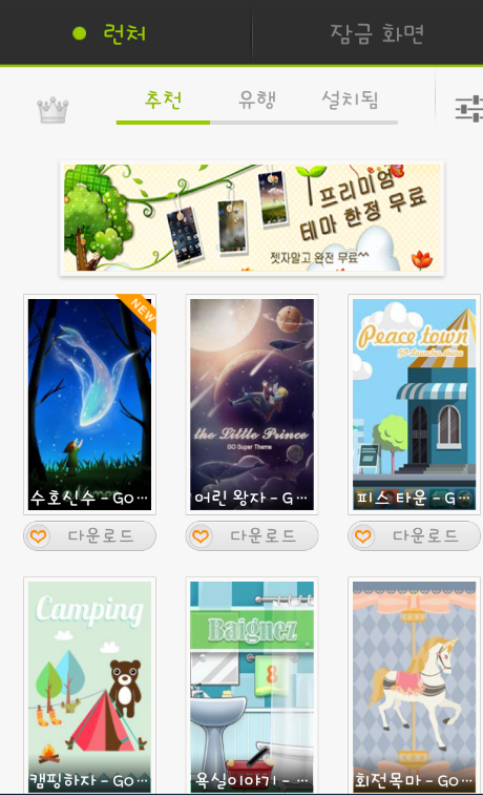 런처
잠금 화면
추천
유행
설치됨
프리미엄
테마 한정 무료
젯자말고 완전 무료^^
NEW
수호신수 - Go…
the Little Prince
GO Super Theme
어린 왕자 - G…
Peace town
GO Launcher Theme
피스 타운 - G…
다운로드
다운로드
다운로드
Camping
캠핑하자 - Go…
Baignez
8
욕실이야기 - …
회전목마 - Go…